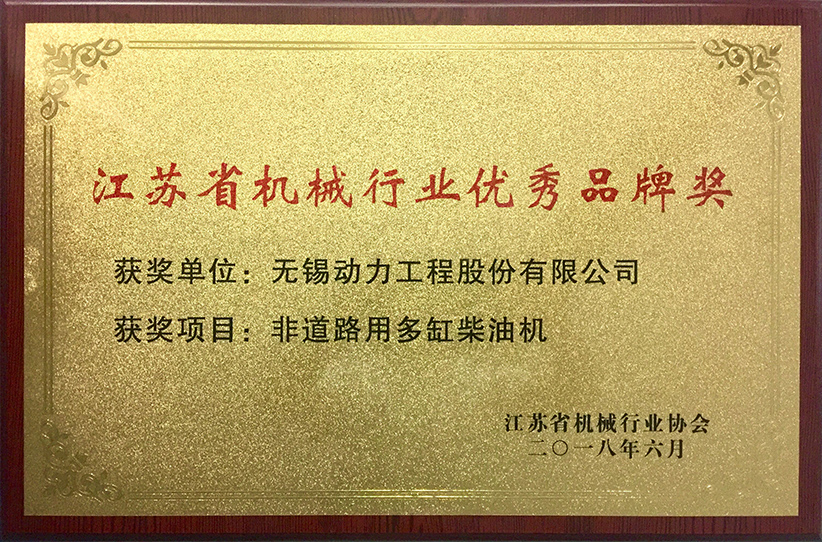 江苏省机械行业优秀品牌奖
获奖单位：无锡动力工程股份有限公司
获奖项目：非道路用多缸柴油机
江苏省机械行业协会
二〇一八年六月